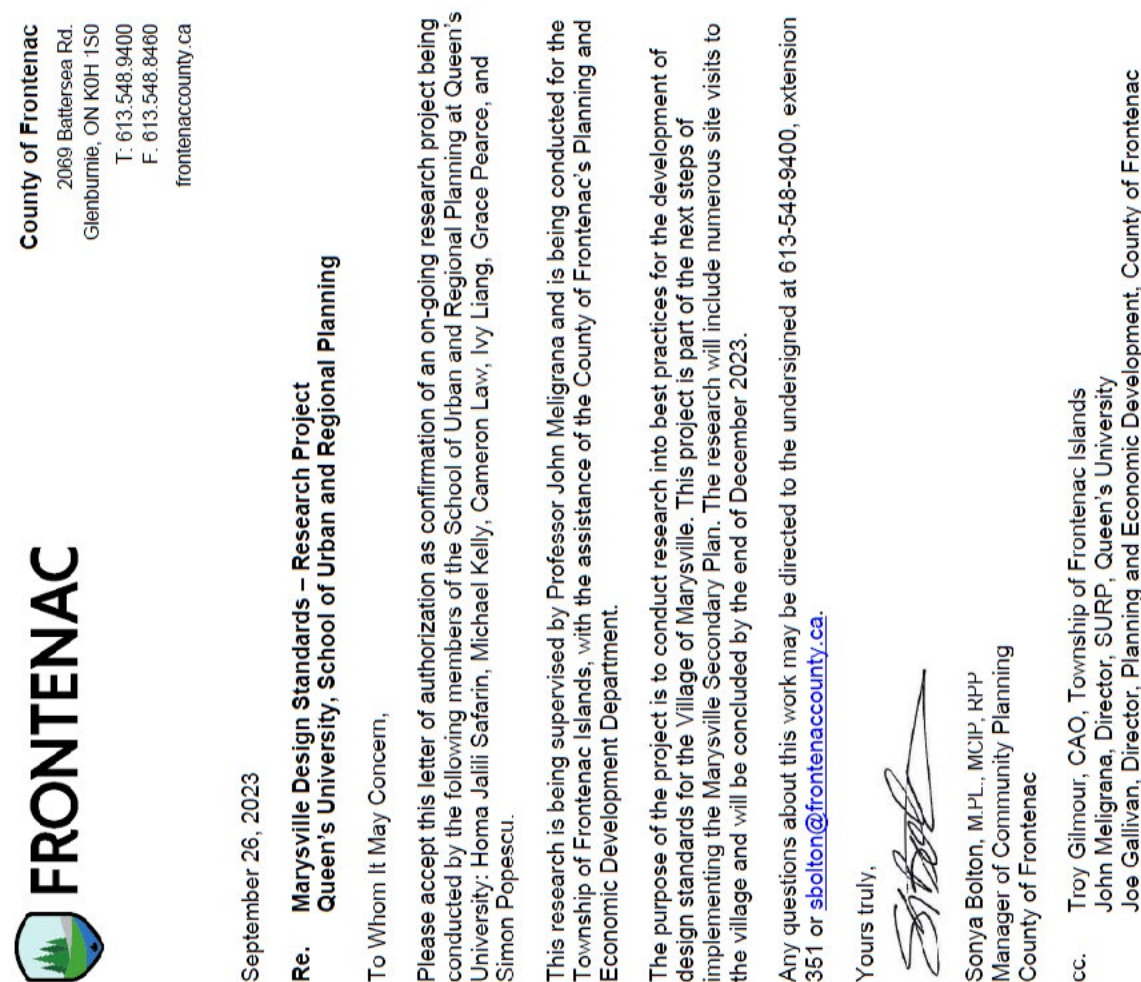 FRONTENAC
County of Frontenac
2069 Battersea Rd.
Glenburnie, ON K0H 1S0
T: 613.548.9400
F. 613.548.8460
frontenaccounty.ca
September 26, 2023
Re. Marysville Design Standards – Research Project
Queen's University, School of Urban and Regional Planning
To Whom It May Concern,
Please accept this letter of authorization as confirmation of an on-going research project being
conducted by the following members of the School of Urban and Regional Planning at Queen's
University: Homa Jalili Safarin, Michael Kelly, Cameron Law, Ivy Liang, Grace Pearce, and
Simon Popescu.
This research is being supervised by Professor John Meligrana and is being conducted for the
Township of Frontenac Islands, with the assistance of the County of Frontenac's Planning and
Economic Development Department.
The purpose of the project is to conduct research into best practices for the development of
design standards for the Village of Marysville. This project is part of the next steps of
implementing the Marysville Secondary Plan. The research will include numerous site visits to
the village and will be concluded by the end of December 2023.
Any questions about this work may be directed to the undersigned at 613-548-9400, extension
351 or sbolton@frontenaccounty.ca.
Yours truly,
Sonya Bolton, M.PL., MCIP, RPP
Manager of Community Planning
County of Frontenac
cc. Troy Gilmour, CAO, Township of Frontenac Islands
John Meligrana, Director, SURP, Queen's University
Joe Gallivan, Director, Planning and Economic Development, County of Frontenac